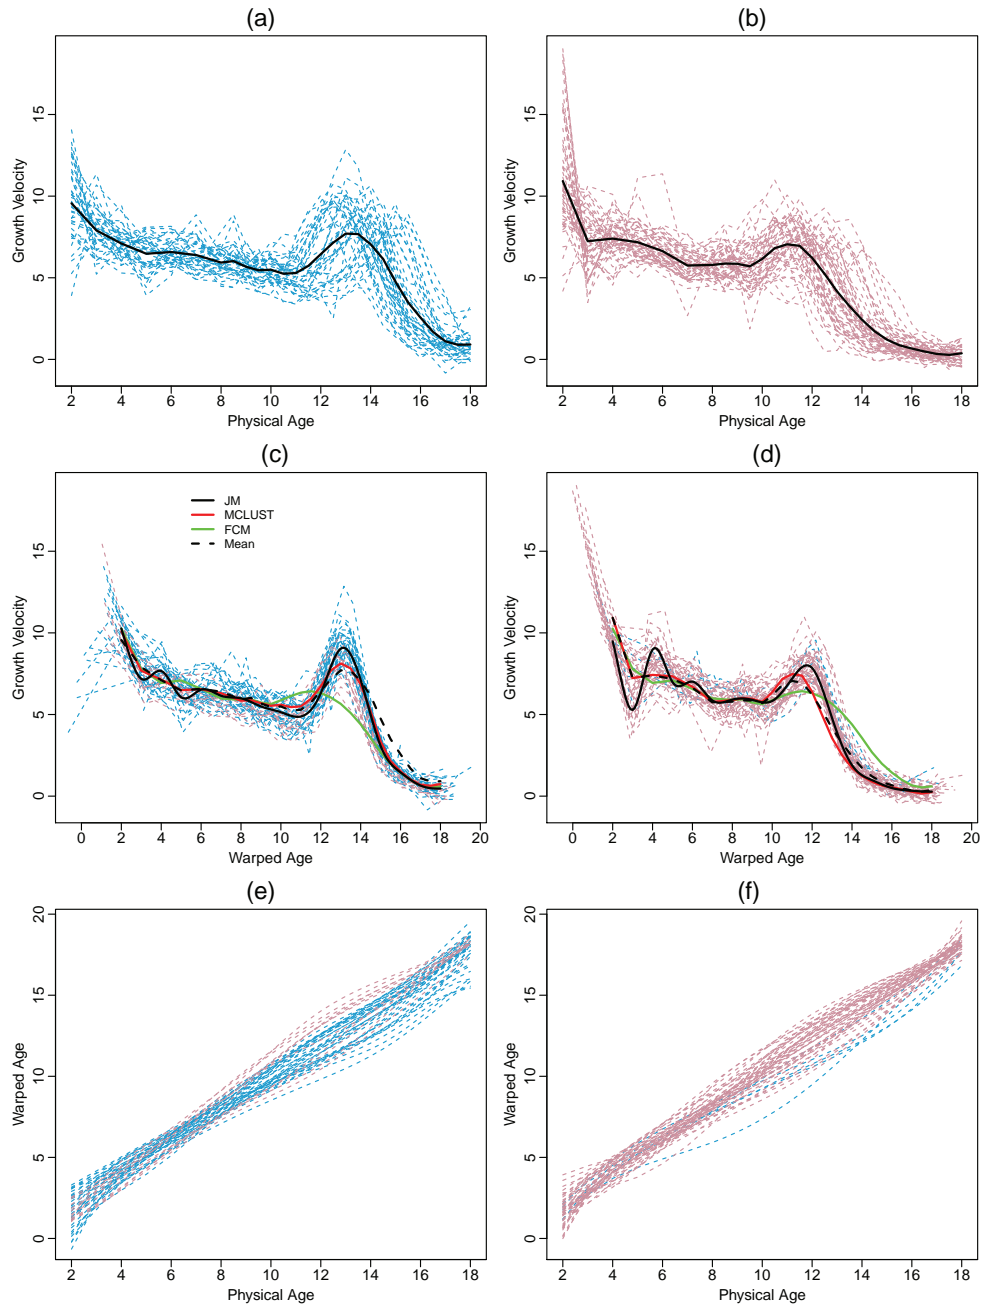 (a)
(b)
Growth Velocity
0 5 10 15
2 4 6 8 10 12 14 16 18
Physical Age
Growth Velocity
0 5 10 15
2 4 6 8 10 12 14 16 18
Physical Age
(c)
(d)
JM
MCLUST
FCM
Mean
Growth Velocity
0 5 10 15
0 2 4 6 8 10 12 14 16 18 20
Warped Age
Growth Velocity
0 5 10 15
0 2 4 6 8 10 12 14 16 18 20
Warped Age
(e)
(f)
Warped Age
0 5 10 15 20
2 4 6 8 10 12 14 16 18
Physical Age
Warped Age
0 5 10 15 20
2 4 6 8 10 12 14 16 18
Physical Age